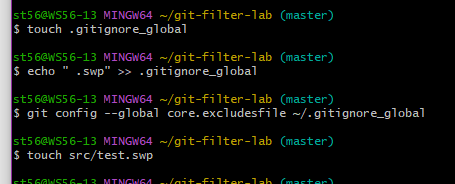 st56@WS56-13 MINGW64 ~/git-filter-lab (master)
$ touch .gitignore_global
st56@WS56-13 MINGW64 ~/git-filter-lab (master)
$ echo " .swp" >> .gitignore_global
st56@WS56-13 MINGW64 ~/git-filter-lab (master)
$ git config --global core.excludesfile ~/.gitignore_global
st56@WS56-13 MINGW64 ~/git-filter-lab (master)
$ touch src/test.swp